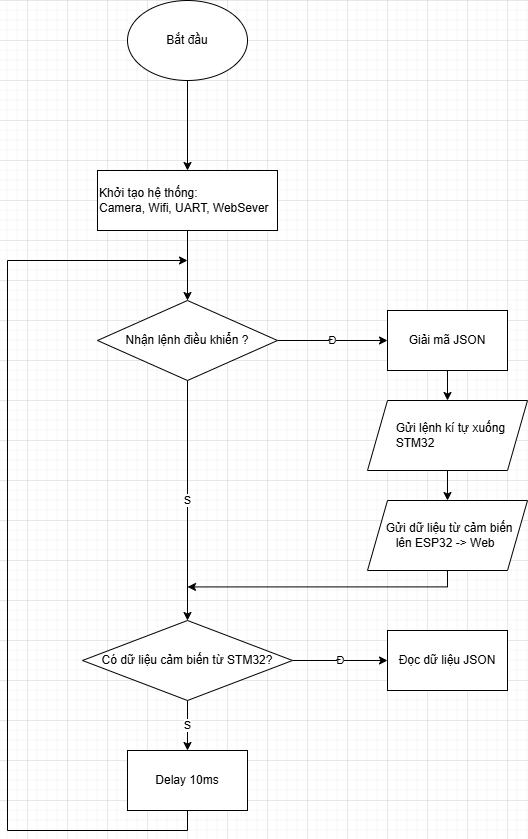 Bắt đầu
Khởi tạo hệ thống:
Camera, Wifi, UART, WebSever
Nhận lệnh điều khiển ?
Đ
Giải mã JSON
Gửi lệnh kí tự xuống
STM32
S
Gửi dữ liệu từ cảm biến
lên ESP32 -> Web
Có dữ liệu cảm biến từ STM32?
Đ
Đọc dữ liệu JSON
S
Delay 10ms